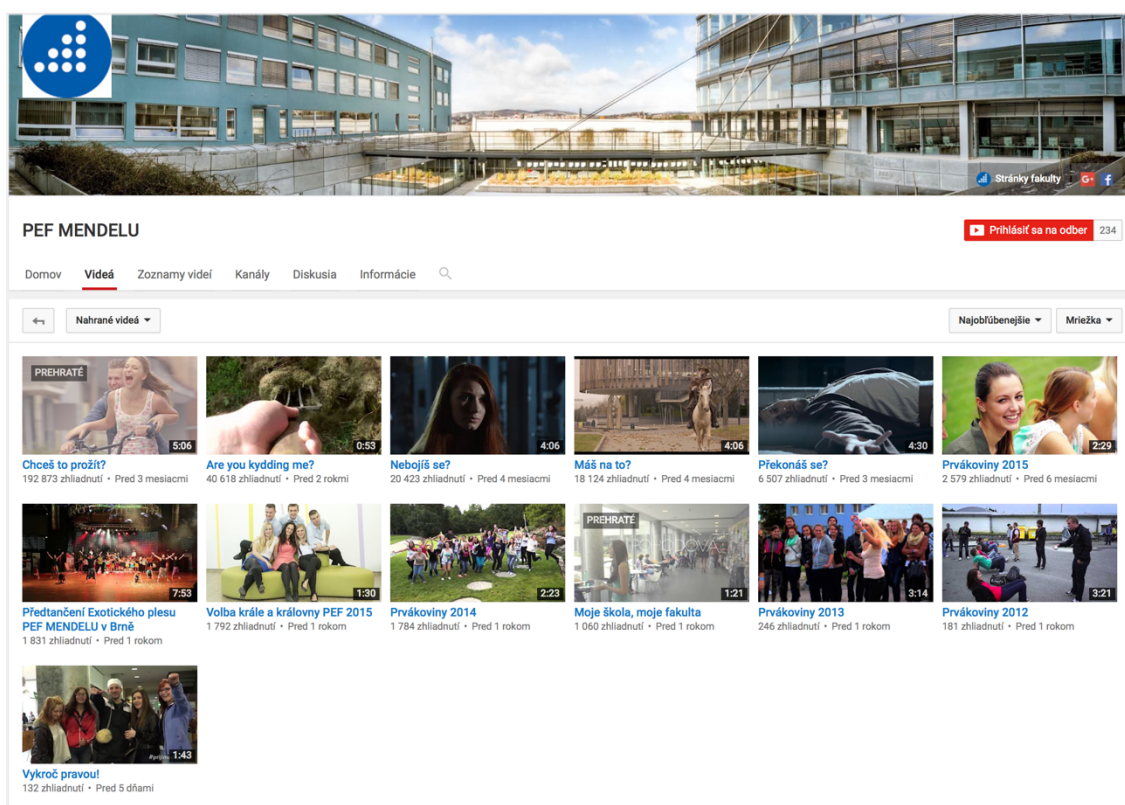 Stránky fakulty
PEF MENDELU
Prihlásiť sa na odber 234
Domov Videá Zoznamy videí Kanály Diskusia Informácie
Nahrané videá
Najobľúbenejšie Mriežka
PREHRATÉ
5:06
Chceš to prožít?
192 873 zhliadnutí • Pred 3 mesiacmi
0:53
Are you kydding me?
40 618 zhliadnutí • Pred 2 rokmi
4:06
Nebojíš se?
20 423 zhliadnutí • Pred 4 mesiacmi
4:06
Máš na to?
18 124 zhliadnutí • Pred 4 mesiacmi
4:30
Překonáš se?
6 507 zhliadnutí • Pred 3 mesiacmi
2:29
Prvákoviny 2015
2 579 zhliadnutí • Pred 6 mesiacmi
7:53
Předtančení Exotického plesu
PEF MENDELU v Brně
1 831 zhliadnutí • Pred 1 rokom
1:30
Volba krále a královny PEF 2015
1 792 zhliadnutí • Pred 1 rokom
2:23
Prvákoviny 2014
1 784 zhliadnutí • Pred 1 rokom
PREHRATÉ
1:21
Moje škola, moje fakulta
1 060 zhliadnutí • Pred 1 rokom
3:14
Prvákoviny 2013
246 zhliadnutí • Pred 1 rokom
3:21
Prvákoviny 2012
181 zhliadnutí • Pred 1 rokom
1:43
Vykroč pravou!
132 zhliadnutí • Pred 5 dňami